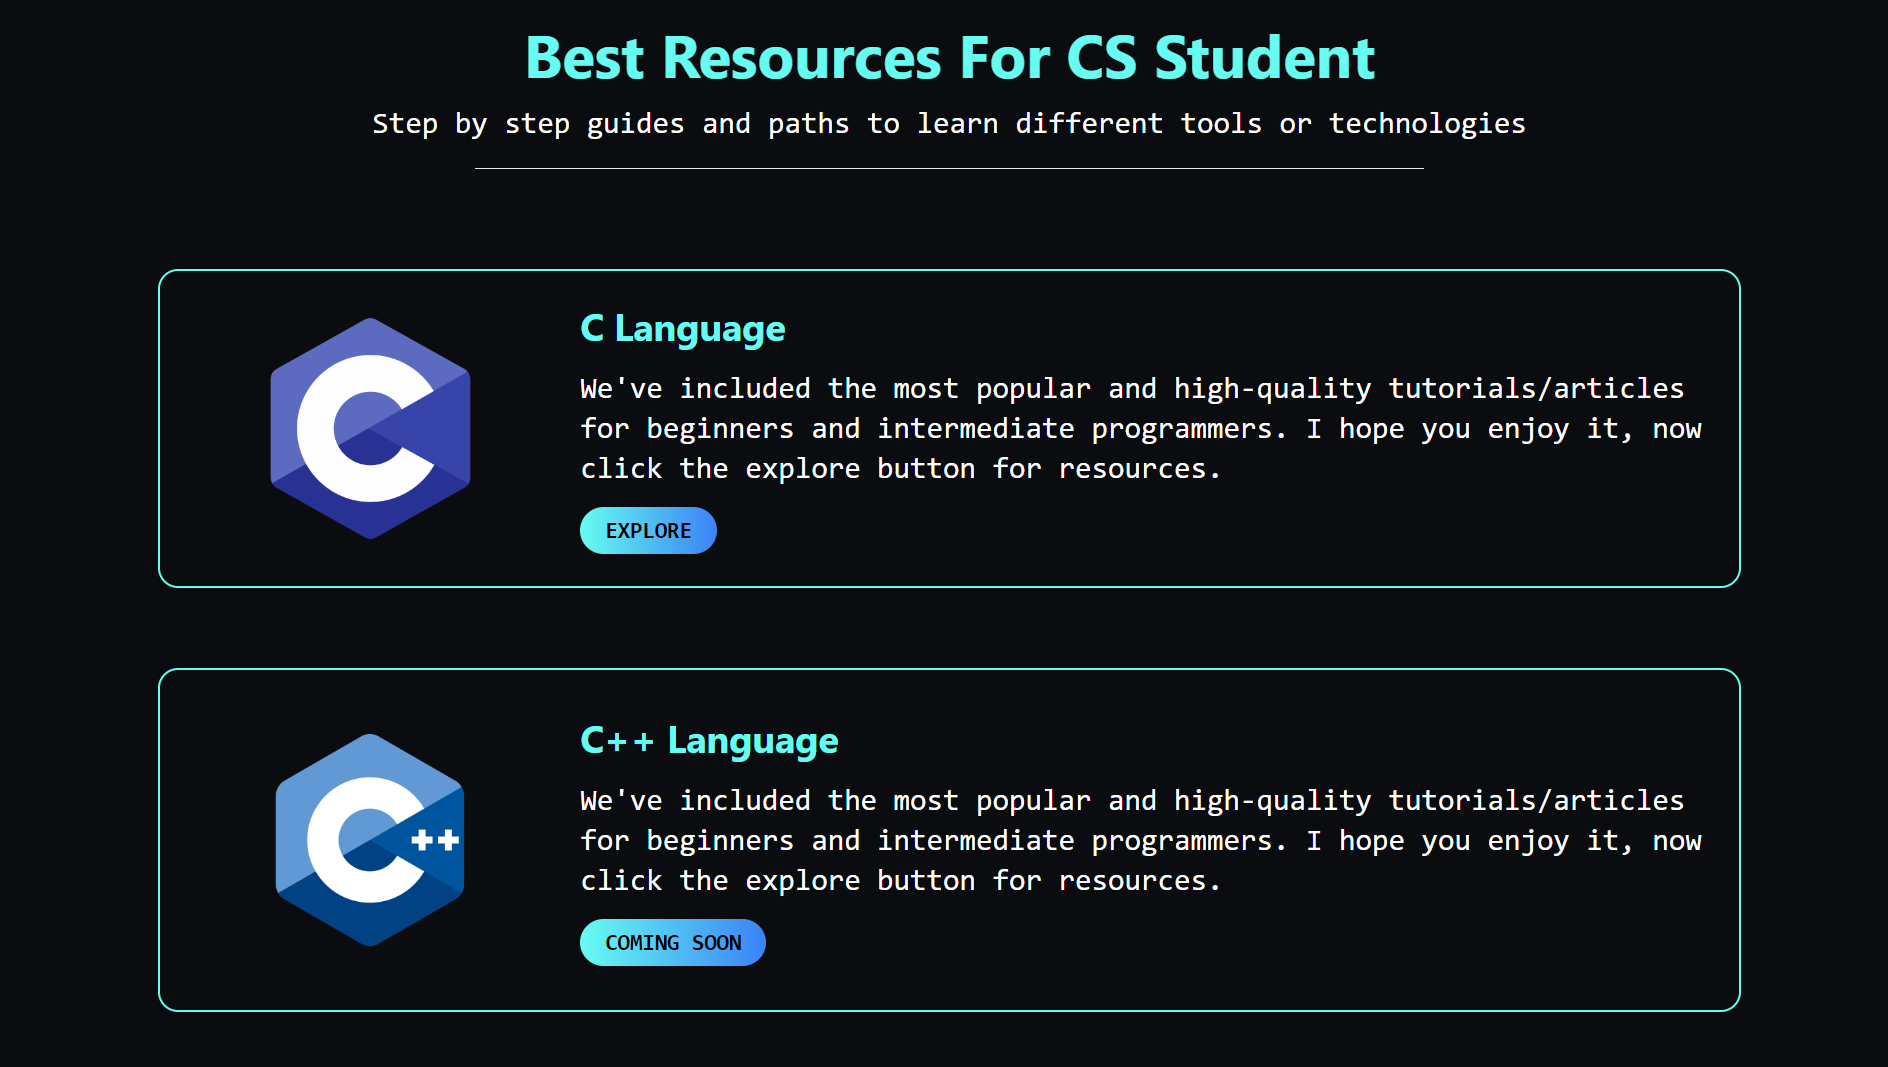 Best Resources For CS Student
Step by step guides and paths to learn different tools or technologies
C Language
We've included the most popular and high-quality tutorials/articles
for beginners and intermediate programmers. I hope you enjoy it, now
click the explore button for resources.
EXPLORE
C++ Language
We've included the most popular and high-quality tutorials/articles
for beginners and intermediate programmers. I hope you enjoy it, now
click the explore button for resources.
COMING SOON